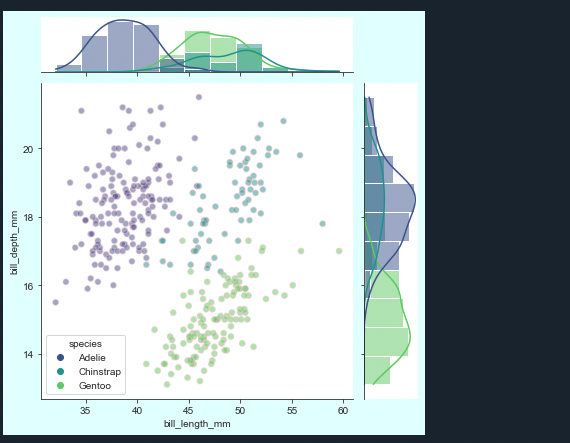 bill_depth_mm
20
18
16
14
species
Adelie
Chinstrap
Gentoo
35
40
45
50
55
60
bill_length_mm